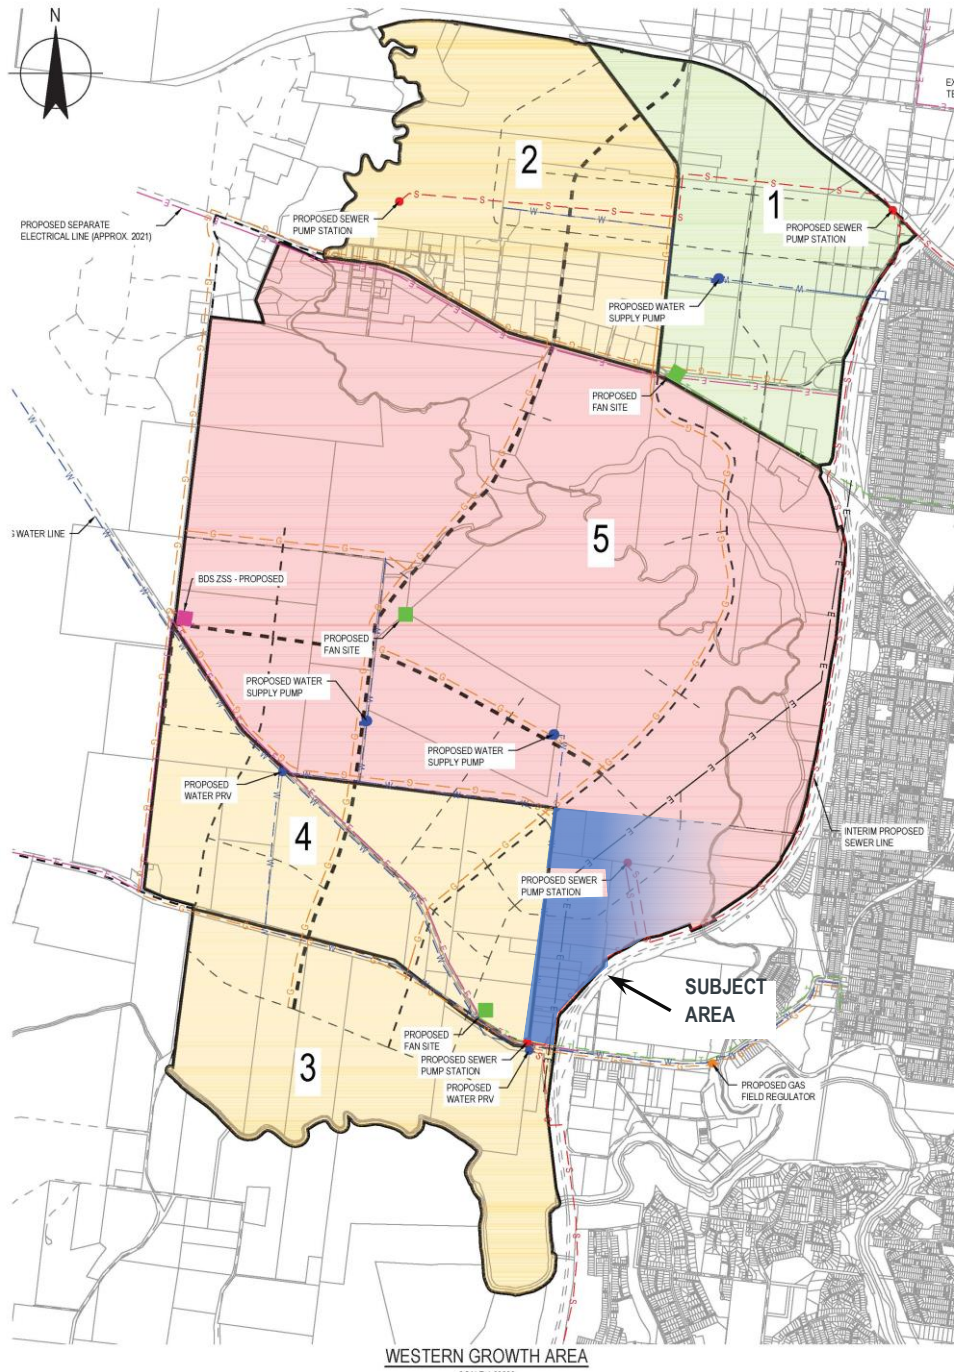 N
EX
TE
2
1
PROPOSED SEPARATE
ELECTRICAL LINE (APPROX. 2021)
PROPOSED SEWER
PUMP STATION
PROPOSED SEWER
PUMP STATION
PROPOSED WATER
SUPPLY PUMP
PROPOSED
FAN SITE
5
S WATER LINE
BDS ZSS - PROPOSED
PROPOSED
FAN SITE
PROPOSED WATER
SUPPLY PUMP
PROPOSED WATER
SUPPLY PUMP
PROPOSED
WATER PRV
4
INTERIM PROPOSED
SEWER LINE
PROPOSED SEWER
PUMP STATION
SUBJECT
AREA
PROPOSED
FAN SITE
PROPOSED SEWER
PUMP STATION
PROPOSED
WATER PRV
3
PROPOSED GAS
FIELD REGULATOR
WESTERN GROWTH AREA